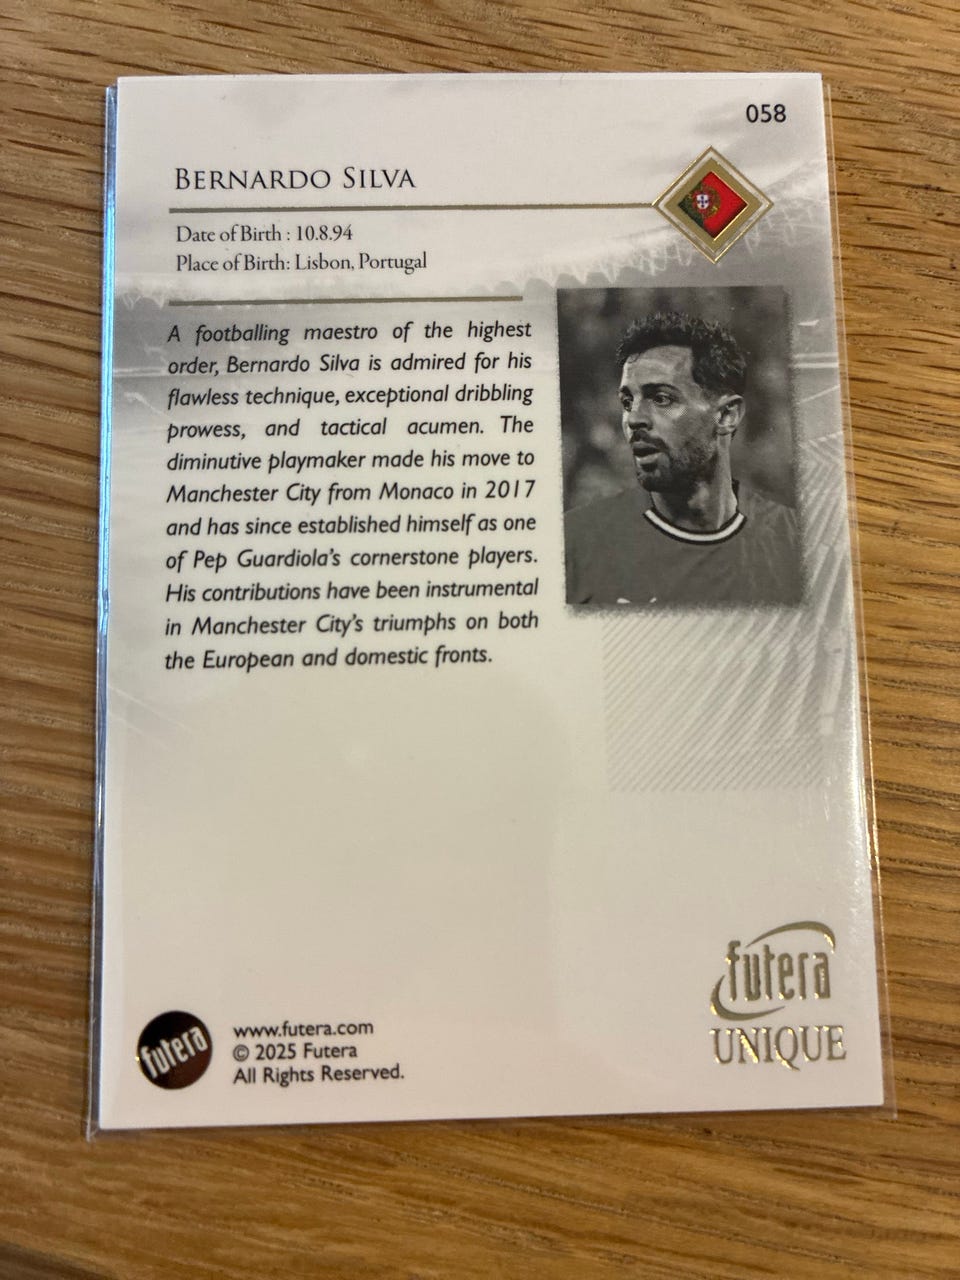 058
BERNARDO SILVA
Date of Birth : 10.8.94
Place of Birth: Lisbon, Portugal
A footballing maestro of the highest
order, Bernardo Silva is admired for his
flawless technique, exceptional dribbling
prowess, and tactical acumen. The
diminutive playmaker made his move to
Manchester City from Monaco in 2017
and has since established himself as one
of Pep Guardiola's cornerstone players.
His contributions have been instrumental
in Manchester City's triumphs on both
the European and domestic fronts.
futera
UNIQUE
futera
www.futera.com
© 2025 Futera
All Rights Reserved.